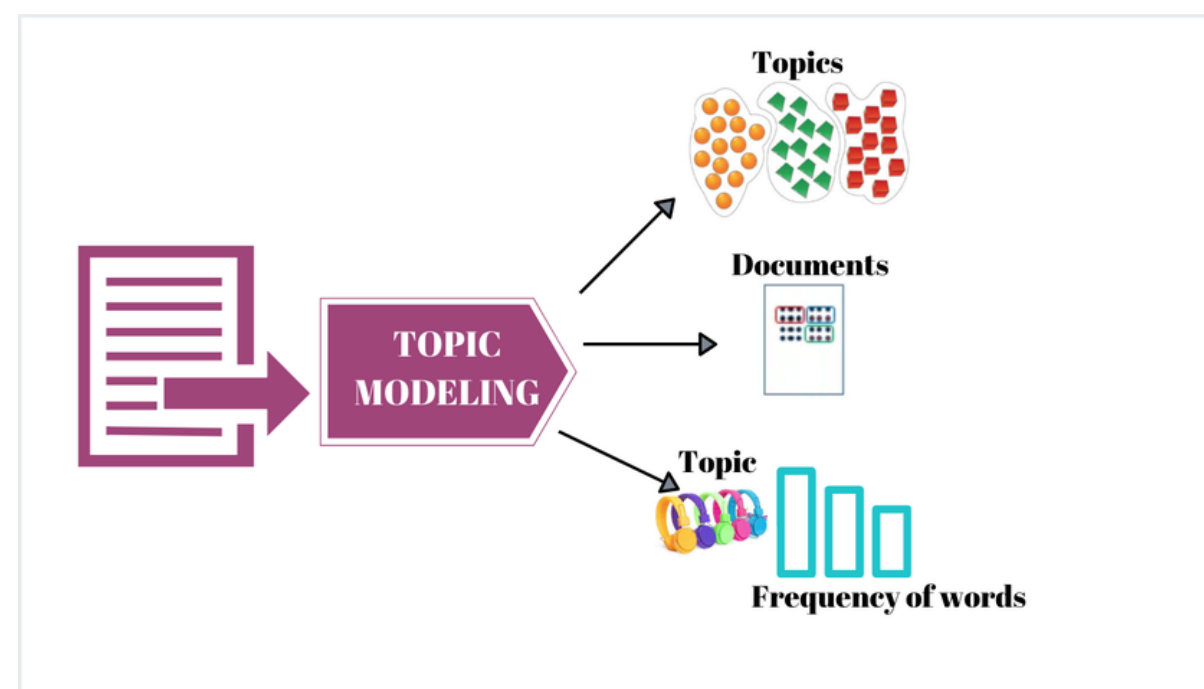 Topics
Documents
TOPIC
MODELING
Topic
Frequency of words